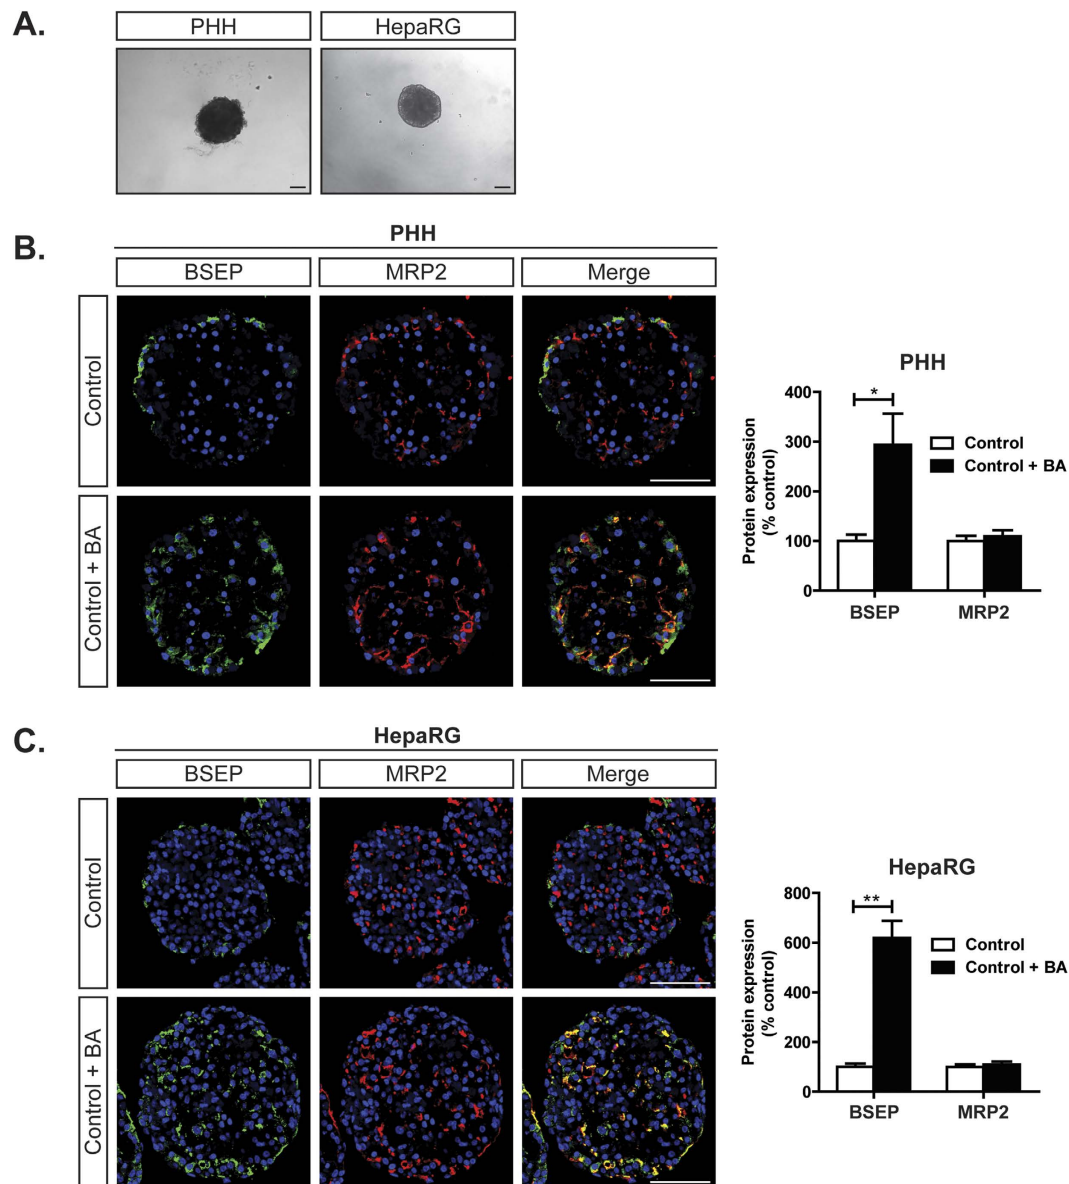 A.
PHH
HepaRG
B.
PHH
BSEP
MRP2
Merge
Control
Control + BA
PHH
Protein expression
(% control)
400
300
200
100
0
*
Control
Control + BA
BSEP
MRP2
C.
HepaRG
BSEP
MRP2
Merge
Control
Control + BA
HepaRG
Protein expression
(% control)
800
600
400
200
0
**
Control
Control + BA
BSEP
MRP2